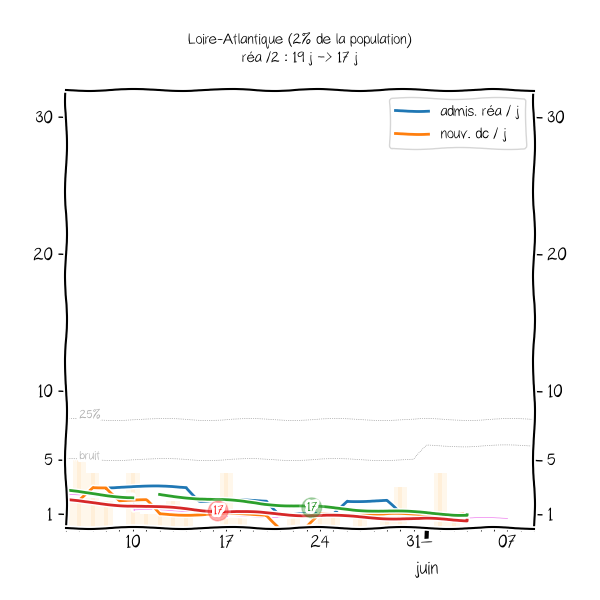 Loire-Atlantique (2% de la population)
réa /2 : 19 j -> 17 j
admis. réa / j
nouv. dc / j
30 30
20 20
10 10
25%
bruit
5 5
17 17
1 1
10 17 24 31 07
juin